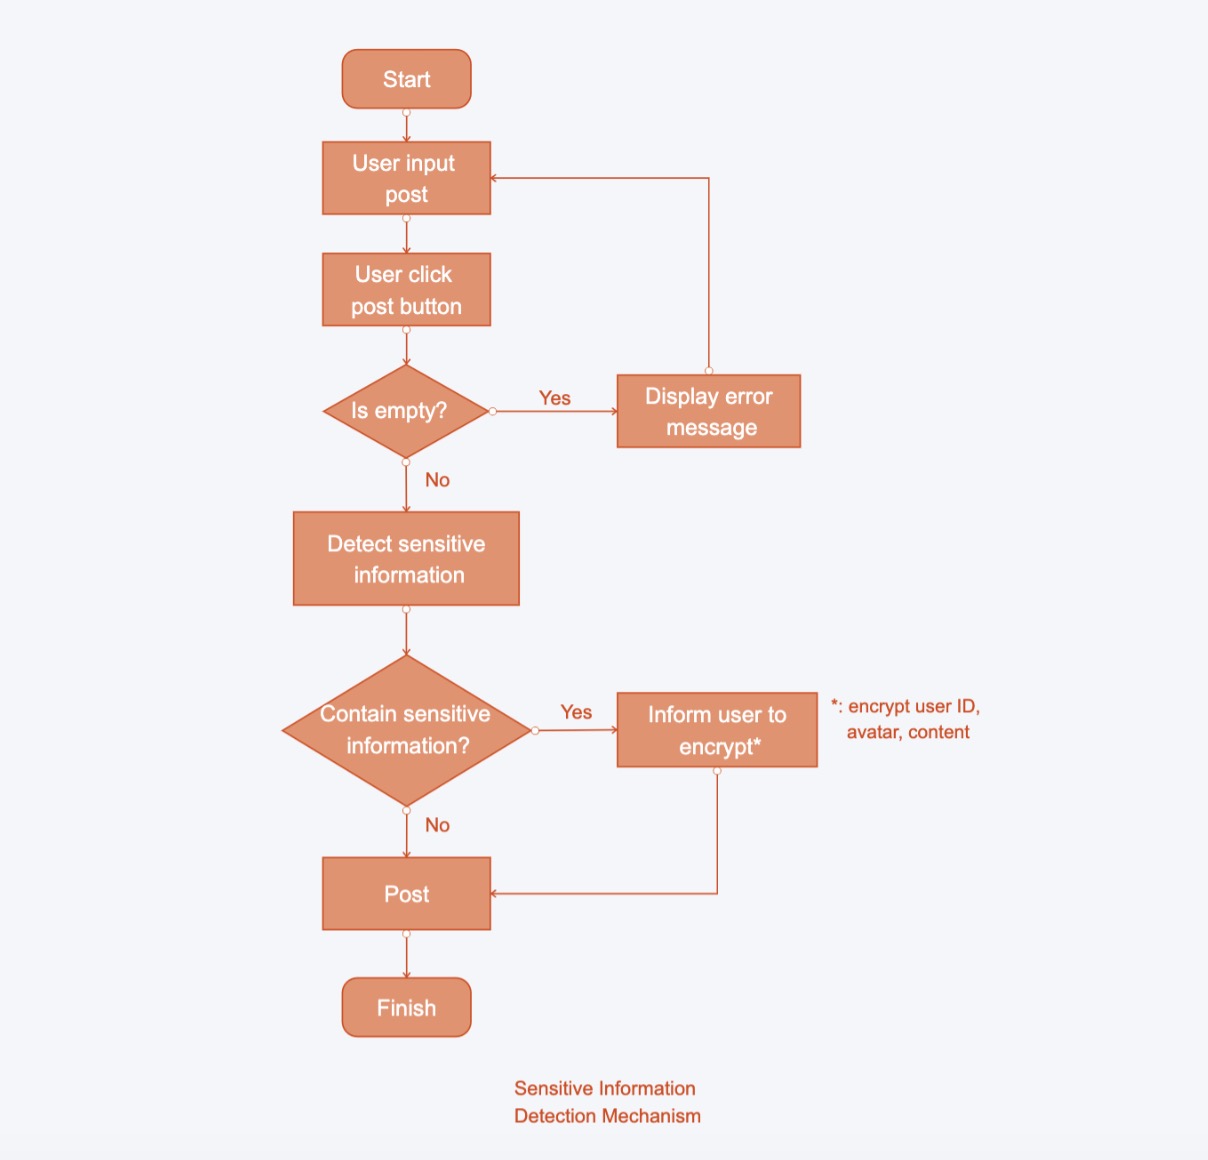 Start
User input
post
User click
post button
Is empty?
Yes
Display error
message
No
Detect sensitive
information
Contain sensitive
information?
Yes
Inform user to
encrypt*
*: encrypt user ID,
avatar, content
No
Post
Finish
Sensitive Information
Detection Mechanism